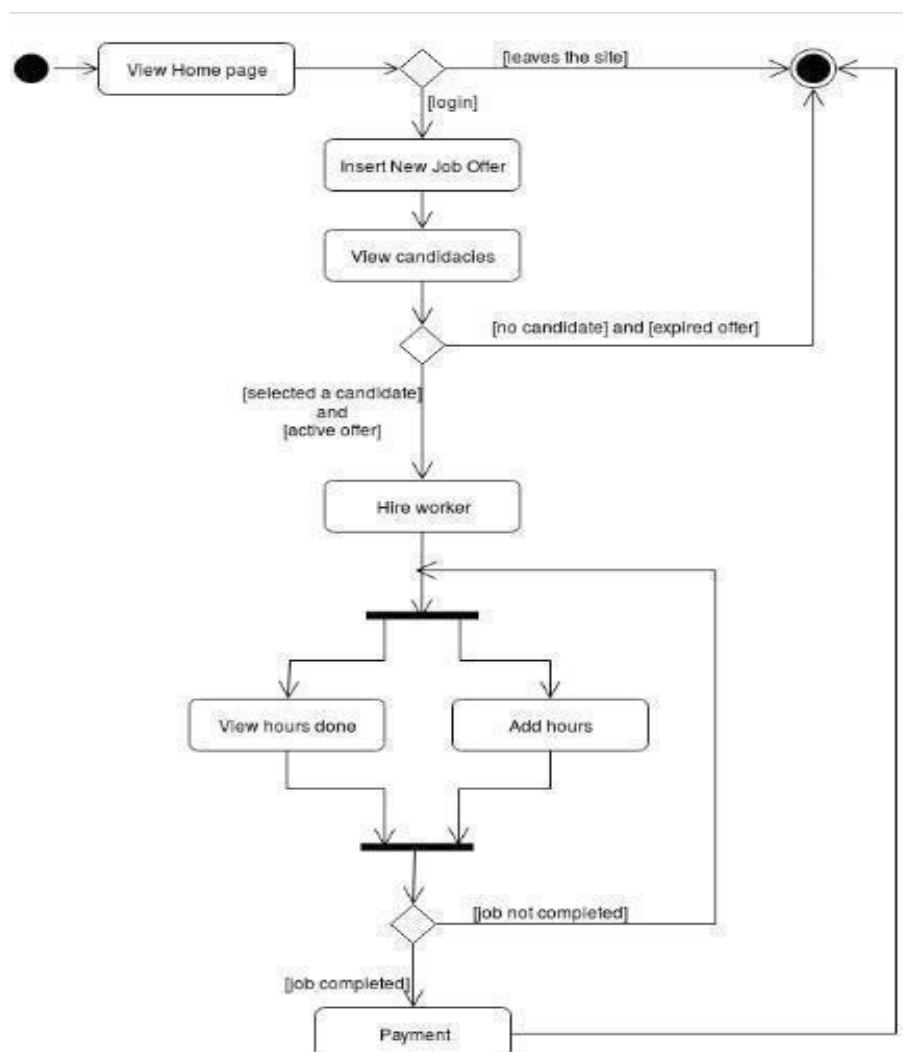 View Home page
[leaves the site]
[login]
Insert New Job Offer
View candidacies
[no candidate] and [expired offer]
[selected a candidate]
and
[active offer]
Hire worker
View hours done
Add hours
[job not completed]
[job completed]
Payment